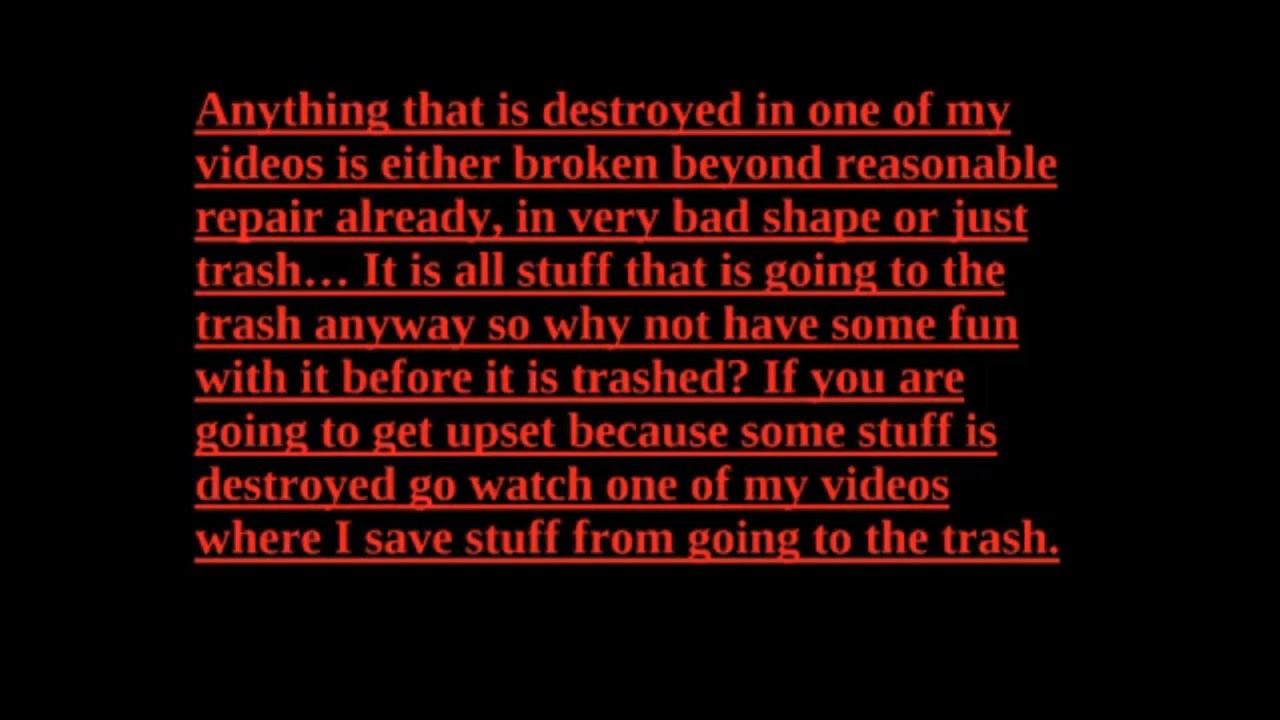 Anything that is destroyed in one of my
videos is either broken beyond reasonable
repair already, in very bad shape or just
trash… It is all stuff that is going to the
trash anyway so why not have some fun
with it before it is trashed? If you are
going to get upset because some stuff is
destroyed go watch one of my videos
where I save stuff from going to the trash.